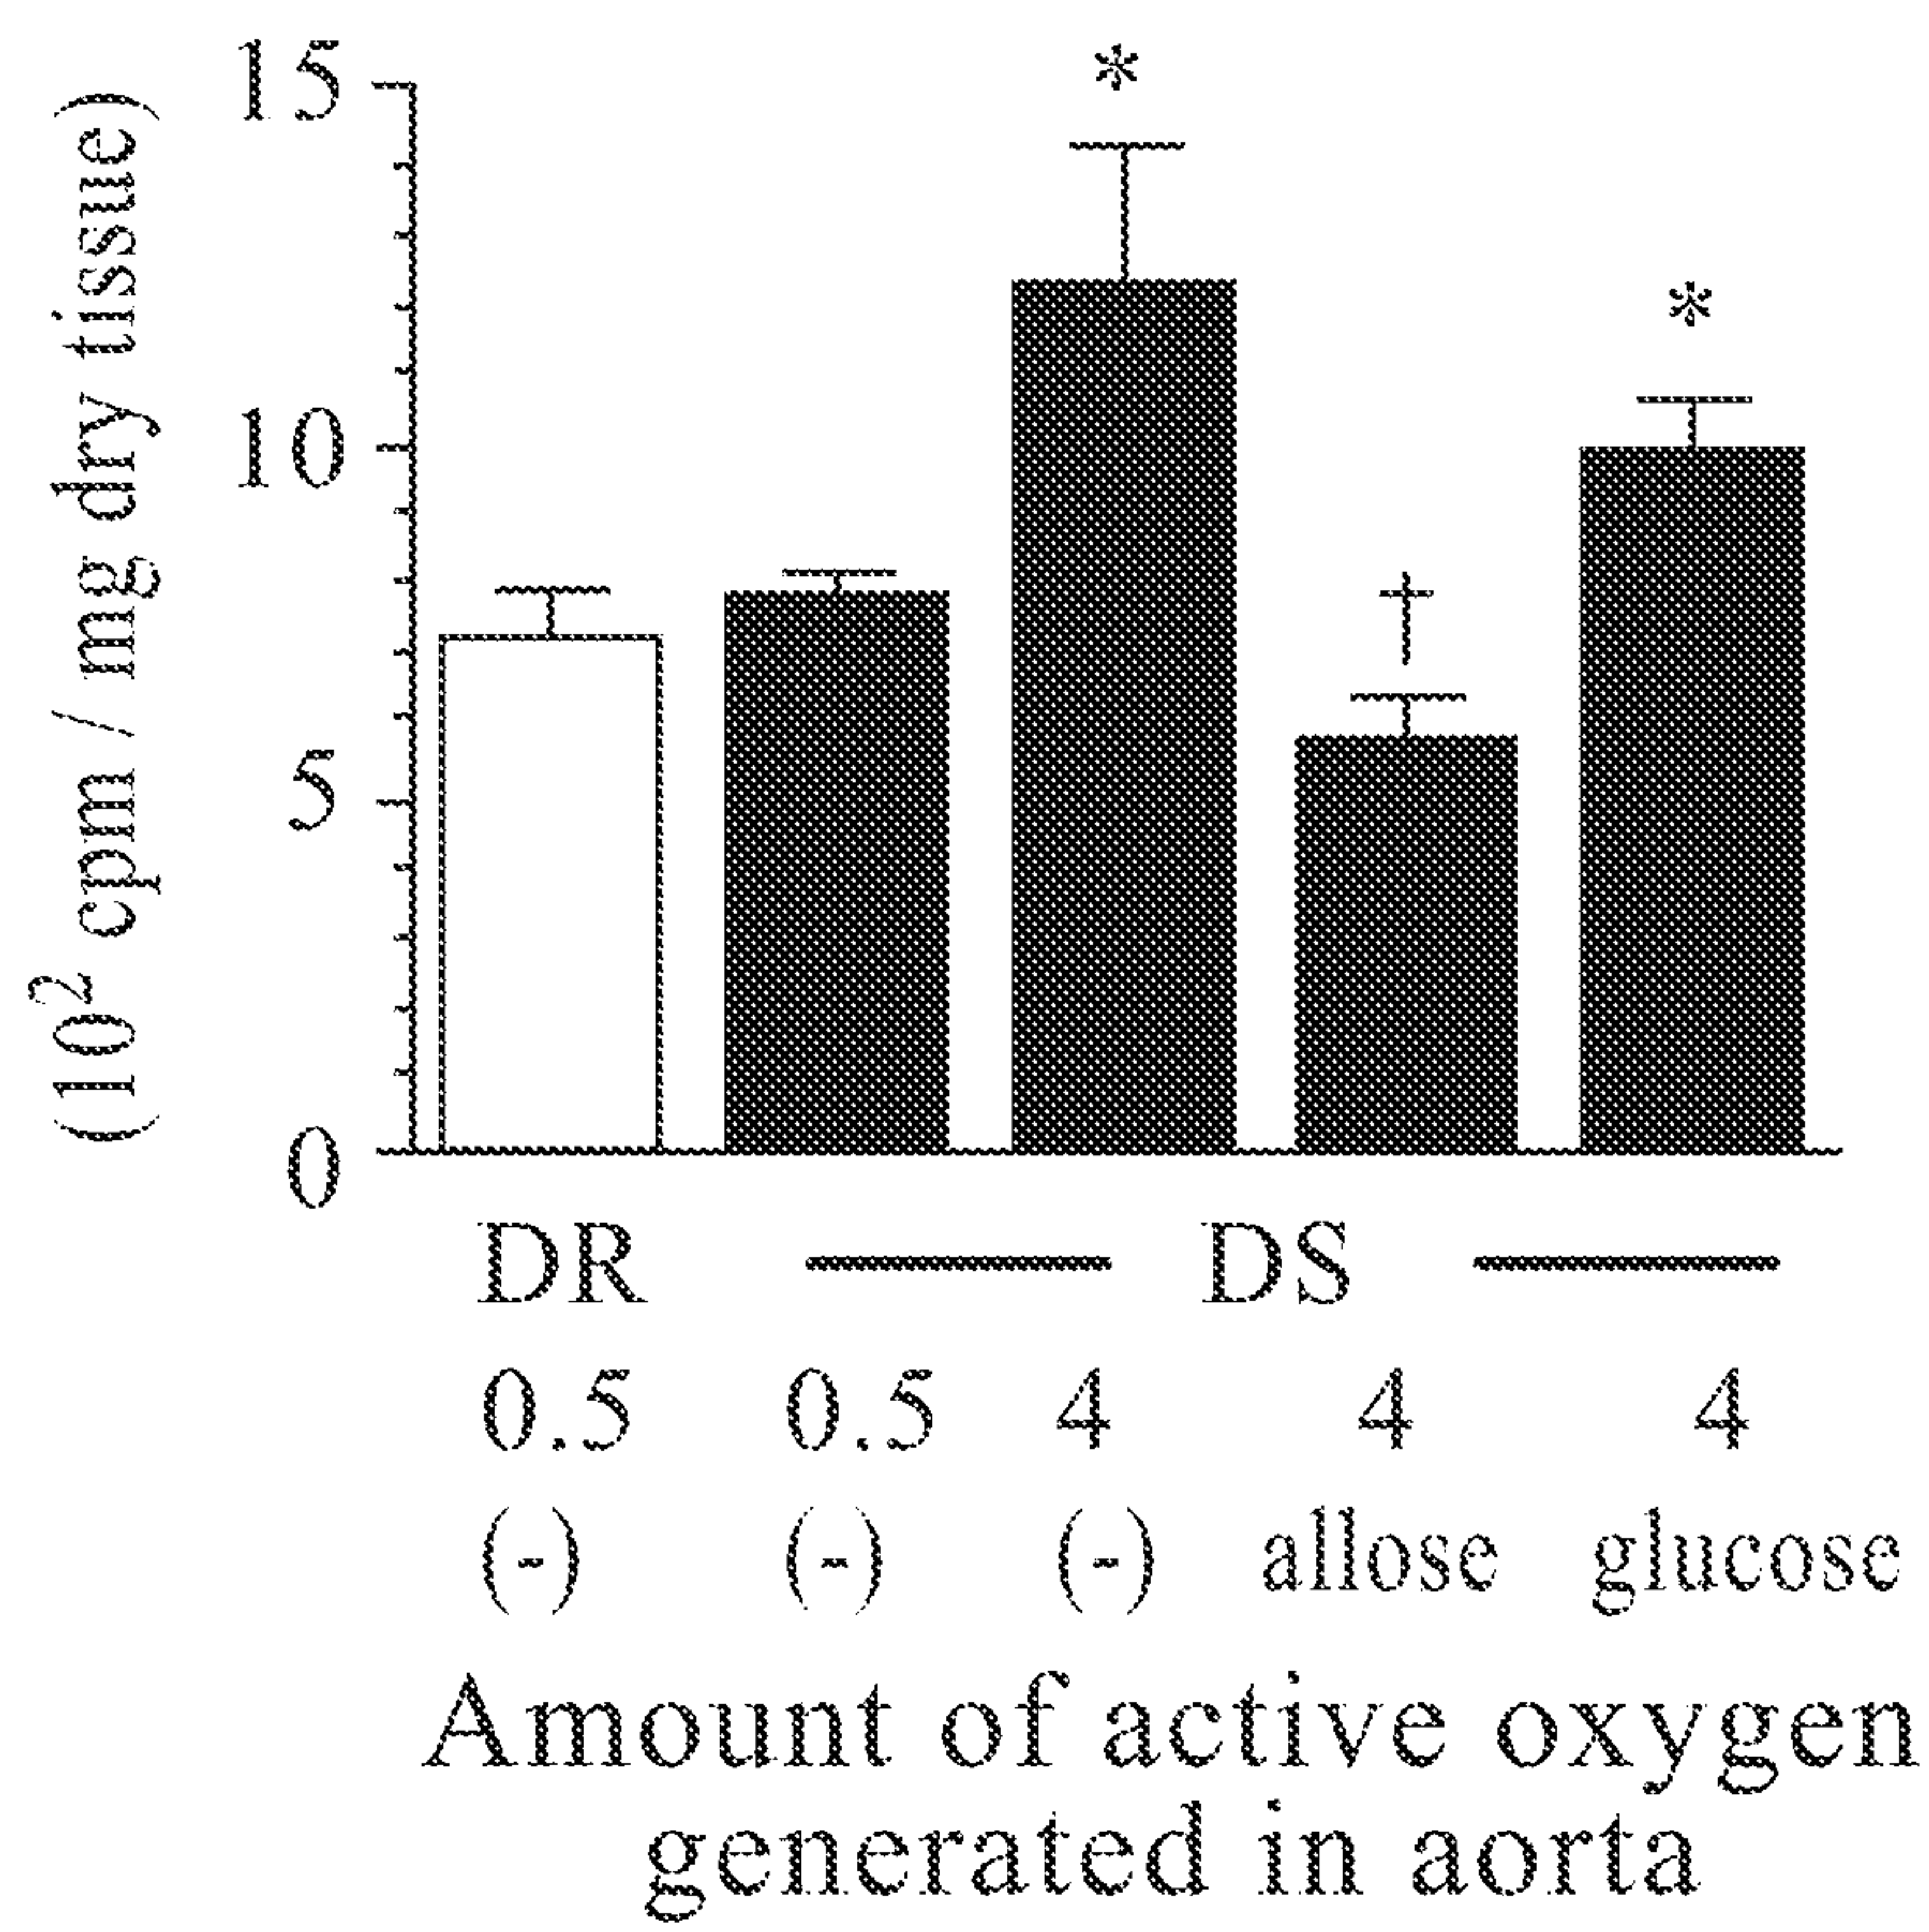 (10² cpm / mg dry tissue)
15
10
5
0
*
†
*
DR DS
0.5 0.5 4 4 4
(-) (-) (-) allose glucose
Amount of active oxygen
generated in aorta